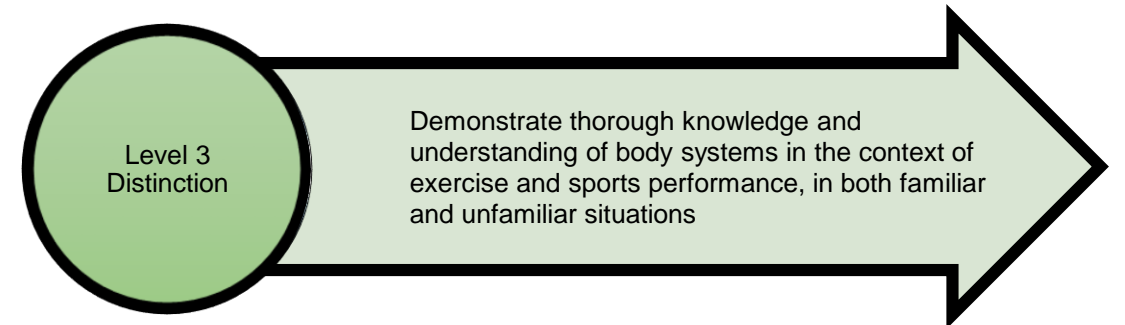 Level 3
Distinction
Demonstrate thorough knowledge and
understanding of body systems in the context of
exercise and sports performance, in both familiar
and unfamiliar situations